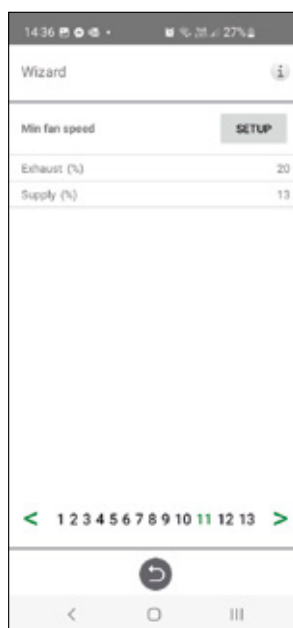 14:36 27%
Wizard i
Min fan speed SETUP
Exhaust (%) 20
Supply (%) 13
< 1 2 3 4 5 6 7 8 9 10 11 12 13 >